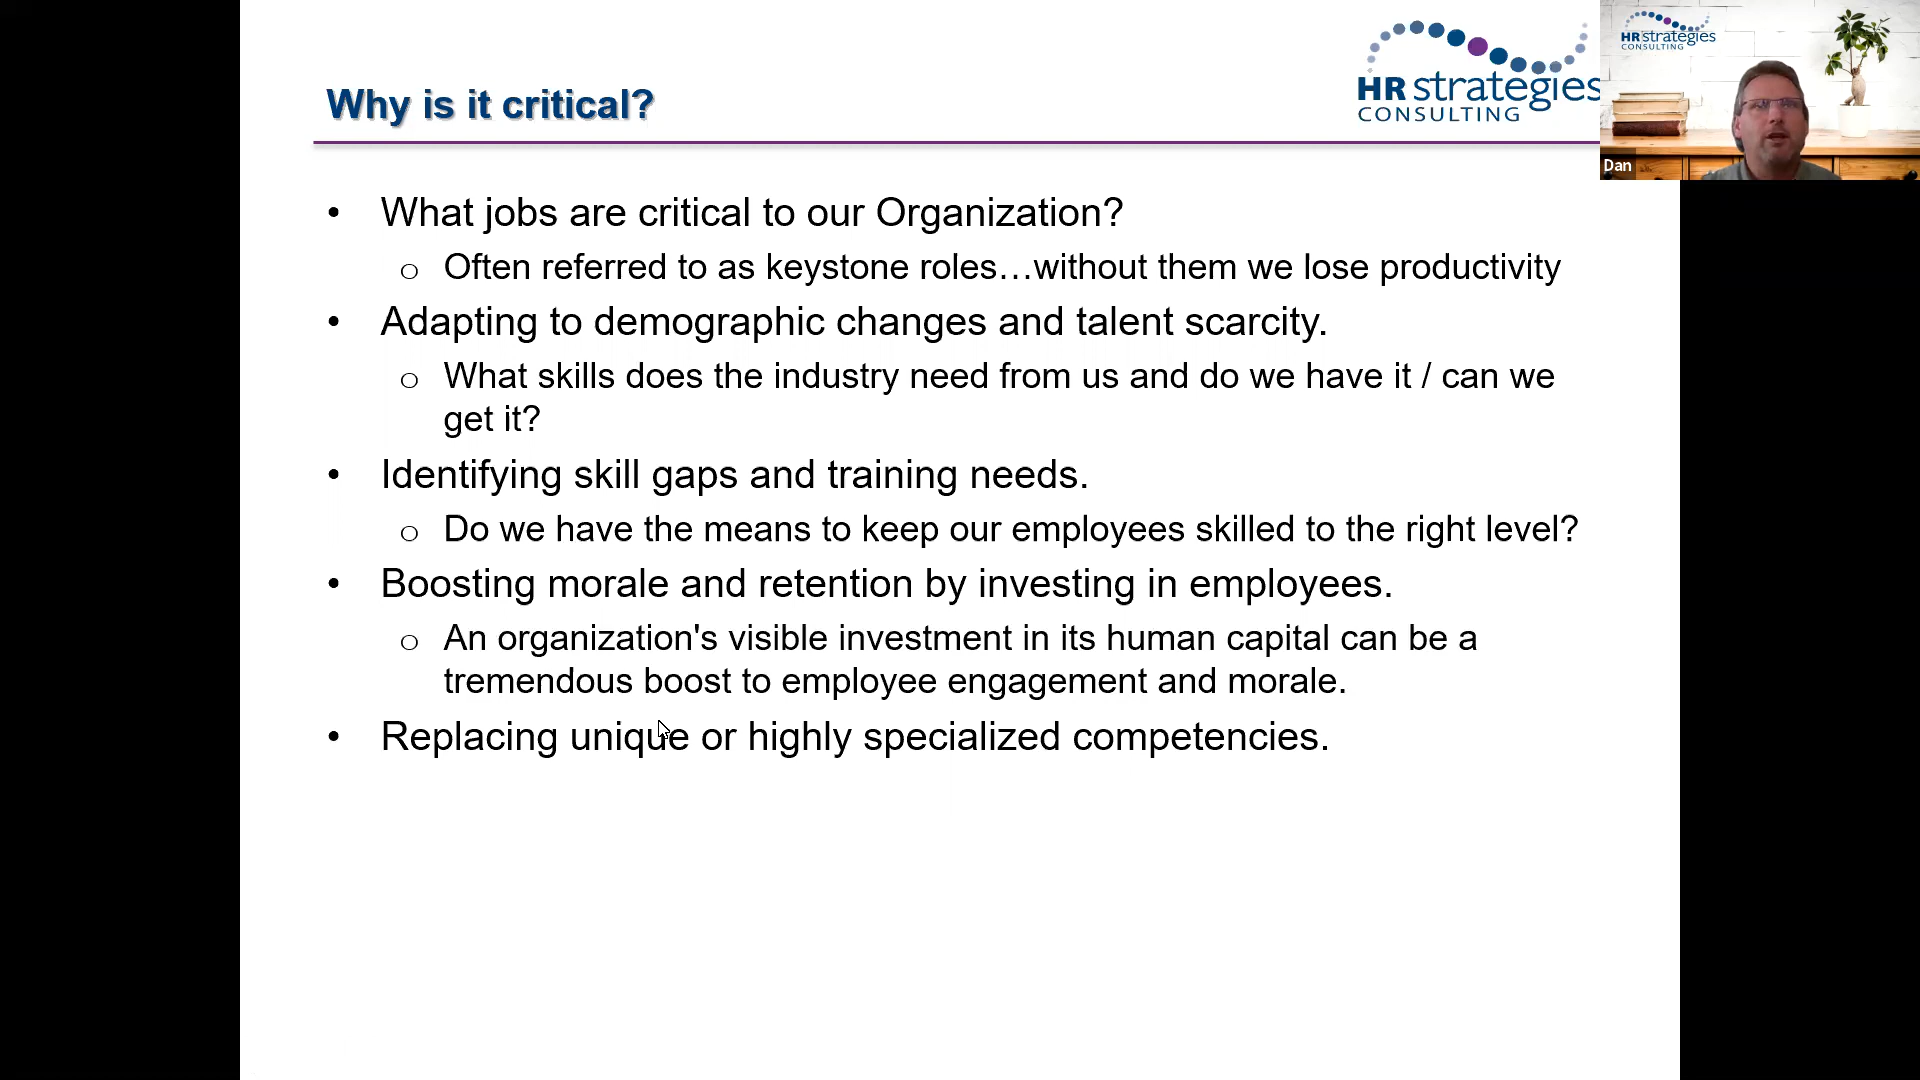 Why is it critical?
HR strategies
CONSULTING
HR strategies
CONSULTING
Dan
• What jobs are critical to our Organization?
o Often referred to as keystone roles…without them we lose productivity
• Adapting to demographic changes and talent scarcity.
o What skills does the industry need from us and do we have it / can we
get it?
• Identifying skill gaps and training needs.
o Do we have the means to keep our employees skilled to the right level?
• Boosting morale and retention by investing in employees.
o An organization's visible investment in its human capital can be a
tremendous boost to employee engagement and morale.
• Replacing unique or highly specialized competencies.